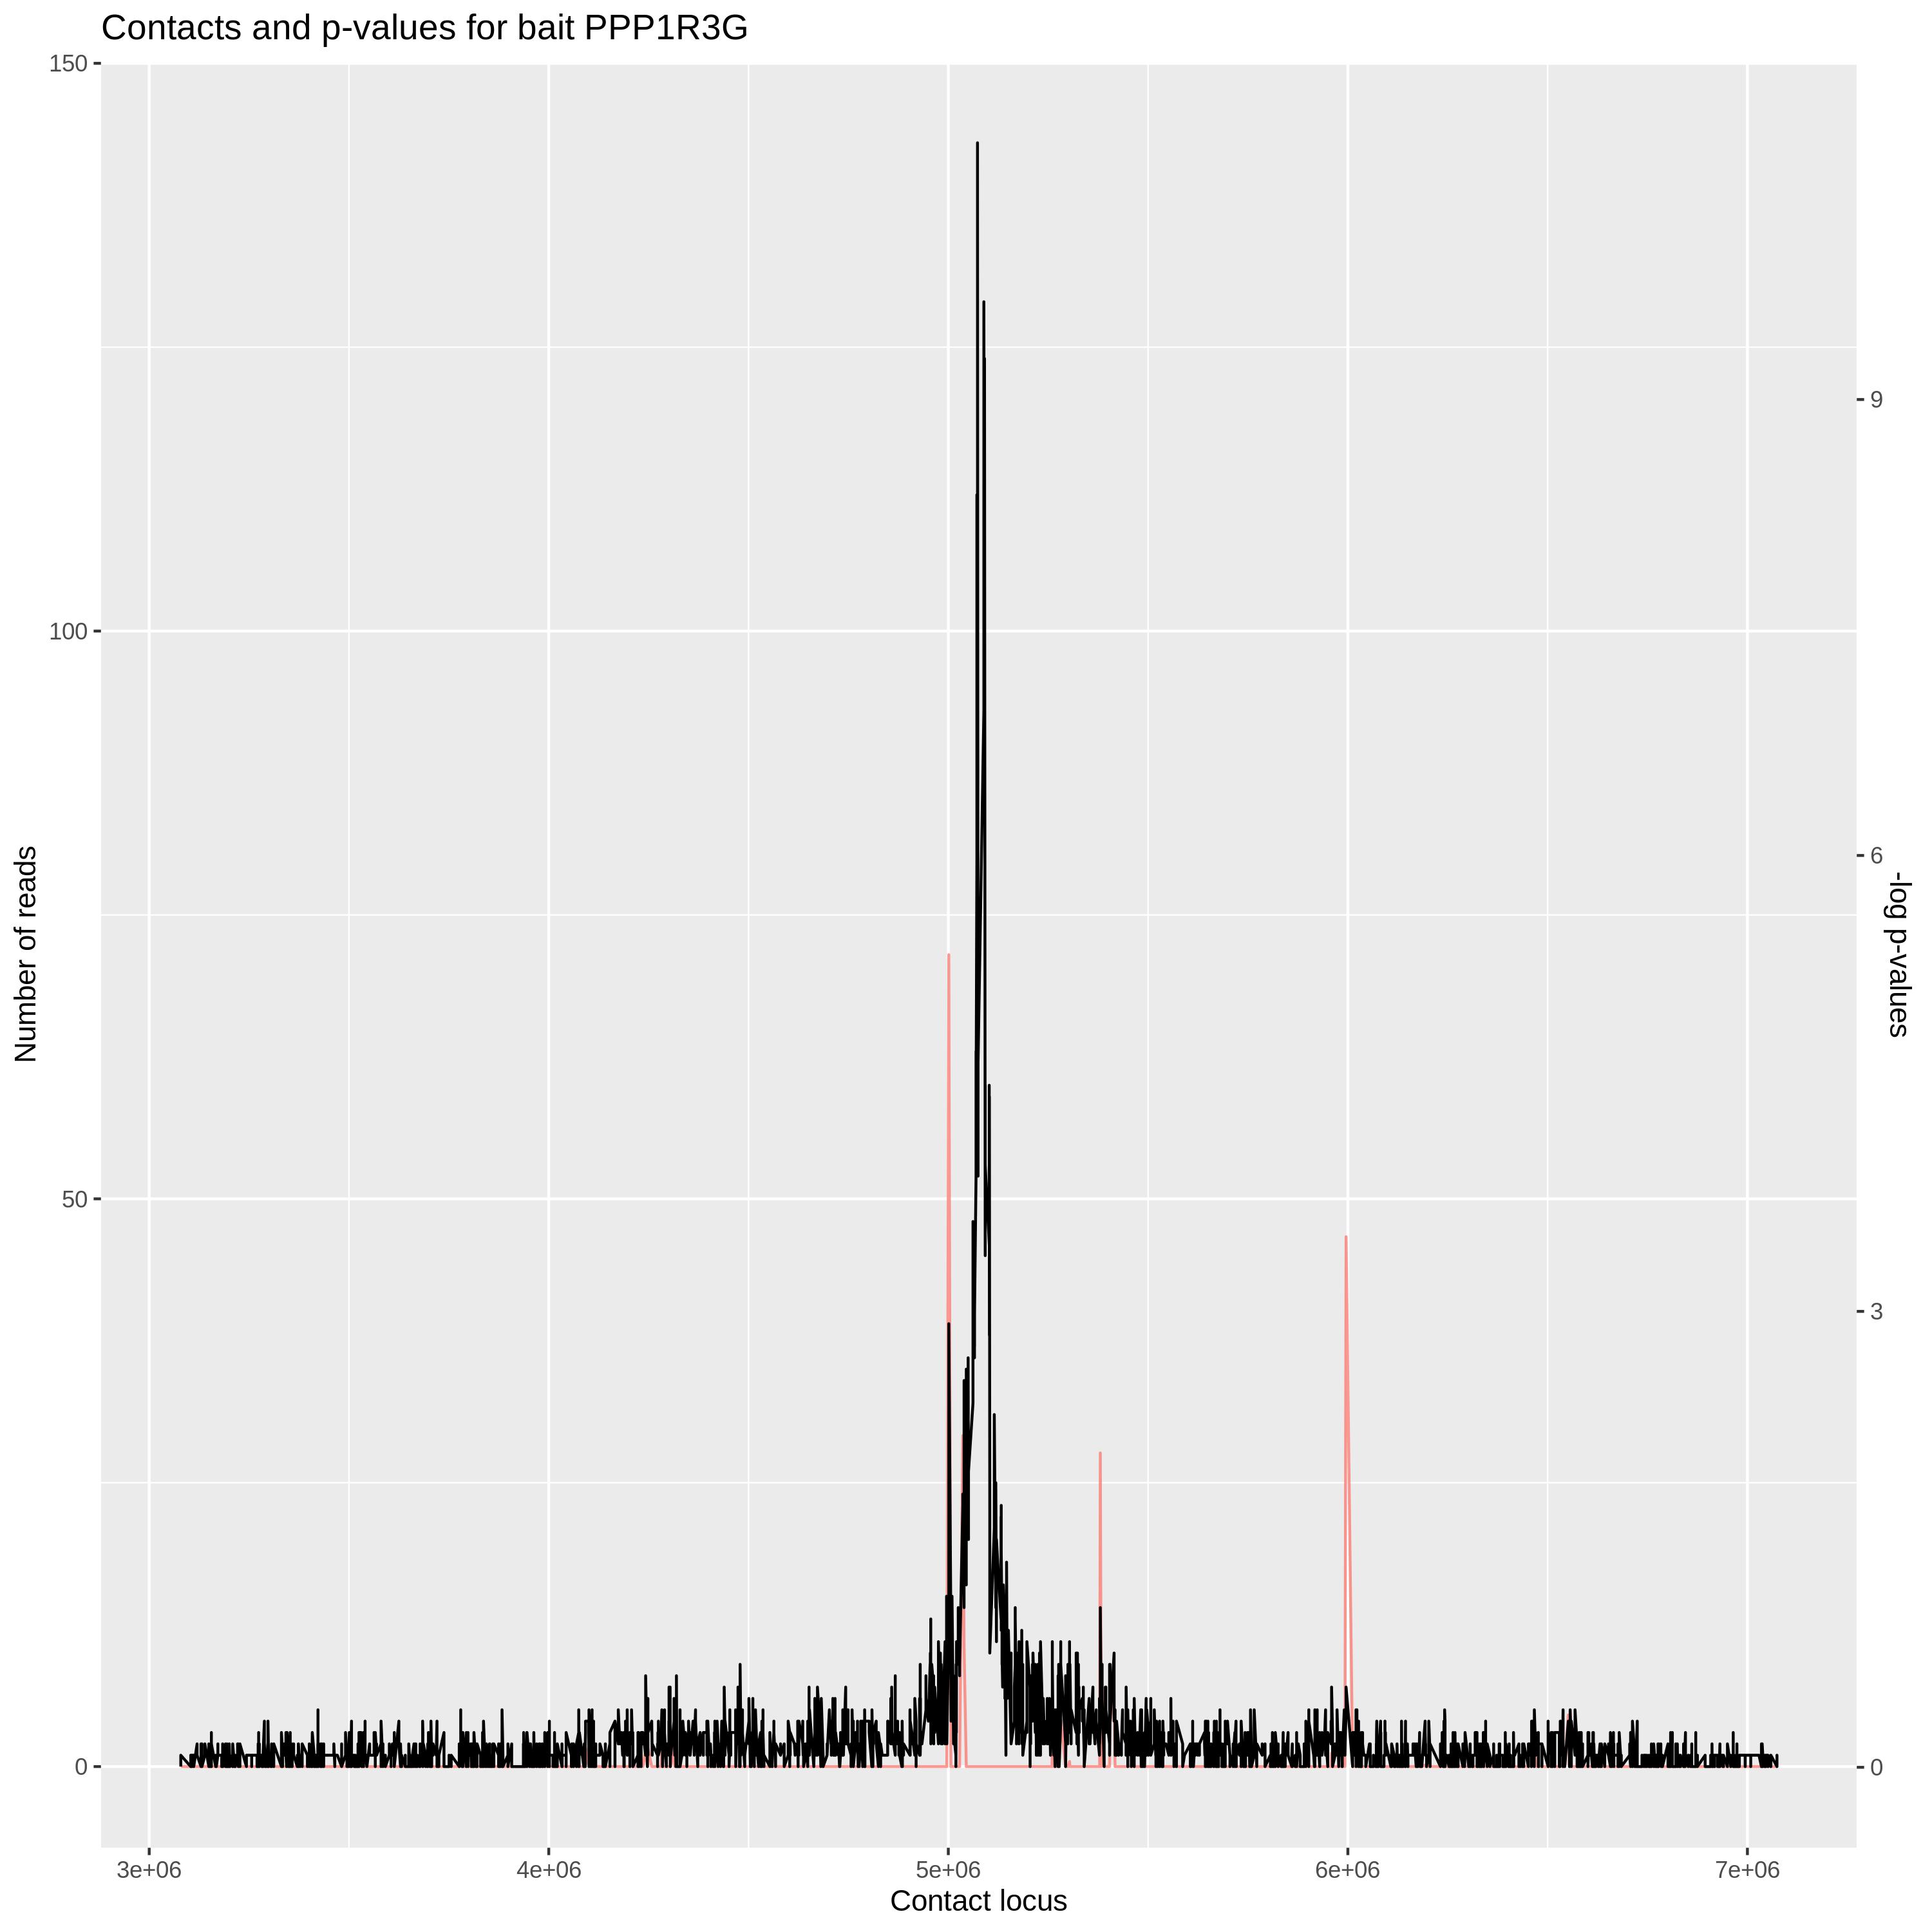 Contacts and p-values for bait PPP1R3G
150
100
50
0
Number of reads
9
6
3
0
-log p-values
3e+06
4e+06
5e+06
6e+06
7e+06
Contact locus